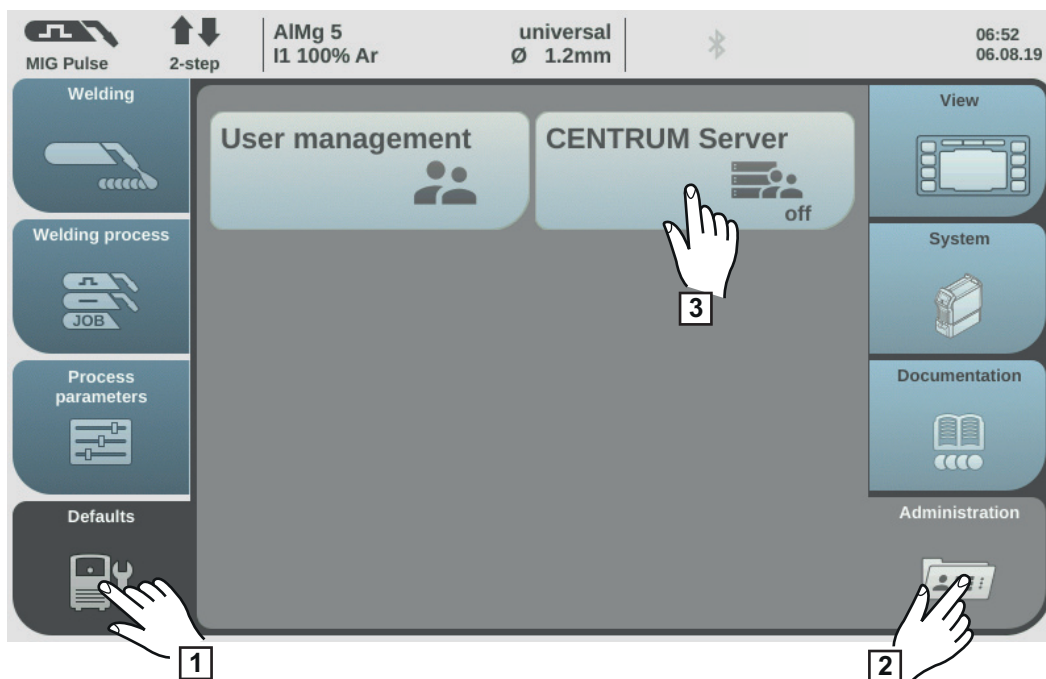 MIG Pulse
2-step
AlMg 5
I1 100% Ar
universal
Ø 1.2mm
06:52
06.08.19
Welding
Welding process
JOB
Process
parameters
Defaults
User management
CENTRUM Server
off
View
System
Documentation
Administration
1
2
3